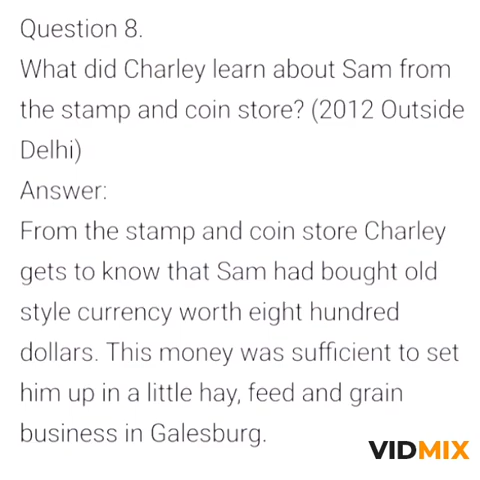 Question 8.
What did Charley learn about Sam from
the stamp and coin store? (2012 Outside
Delhi)
Answer:
From the stamp and coin store Charley
gets to know that Sam had bought old
style currency worth eight hundred
dollars. This money was sufficient to set
him up in a little hay, feed and grain
business in Galesburg.
VIDMIX